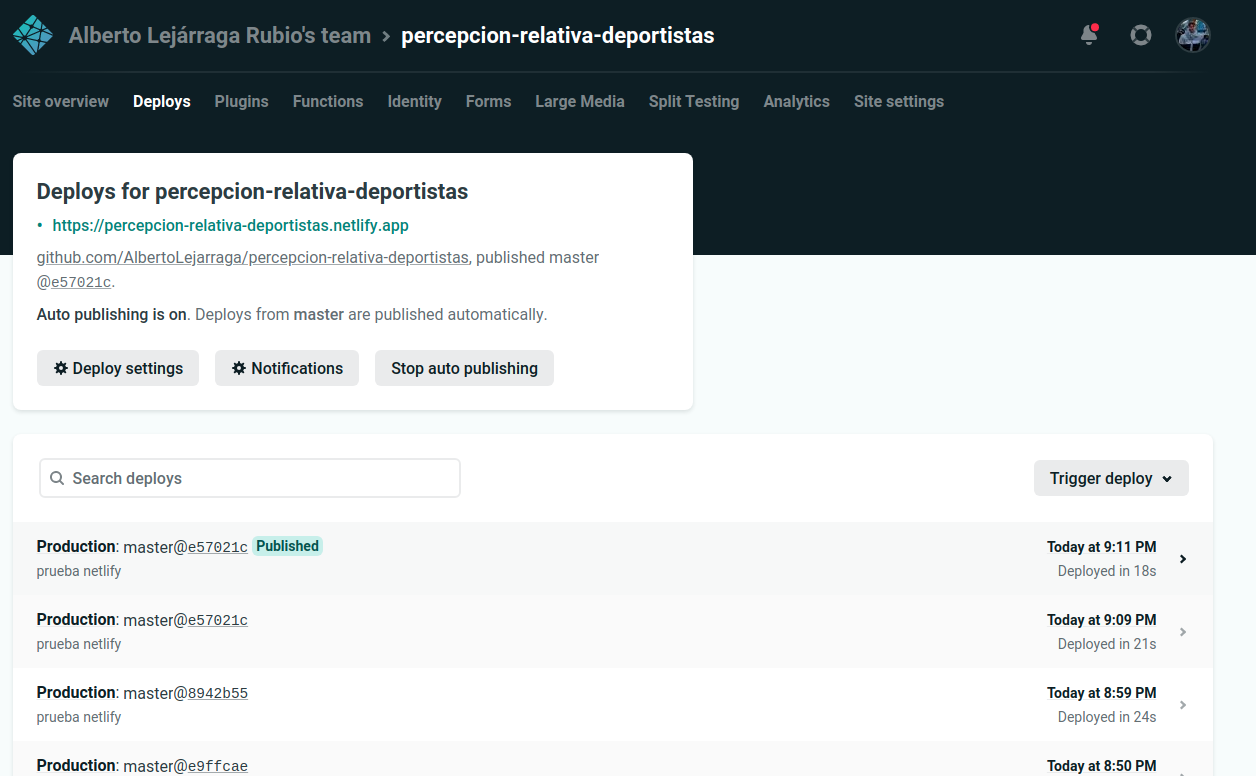 Alberto Lejárraga Rubio's team > percepcion-relativa-deportistas
Site overview Deploys Plugins Functions Identity Forms Large Media Split Testing Analytics Site settings
Deploys for percepcion-relativa-deportistas
• https://percepcion-relativa-deportistas.netlify.app
github.com/AlbertoLejarraga/percepcion-relativa-deportistas, published master
@e57021c.
Auto publishing is on. Deploys from master are published automatically.
Deploy settings Notifications Stop auto publishing
Search deploys Trigger deploy
Production: master@e57021c Published Today at 9:11 PM
prueba netlify Deployed in 18s
Production: master@e57021c Today at 9:09 PM
prueba netlify Deployed in 21s
Production: master@8942b55 Today at 8:59 PM
prueba netlify Deployed in 24s
Production: master@e9ffcae Today at 8:50 PM